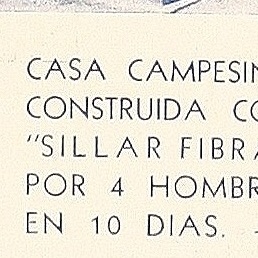 CASA CAMPESIN
CONSTRUIDA CO
"SILLAR FIBRA
POR 4 HOMBR
EN 10 DIAS. -